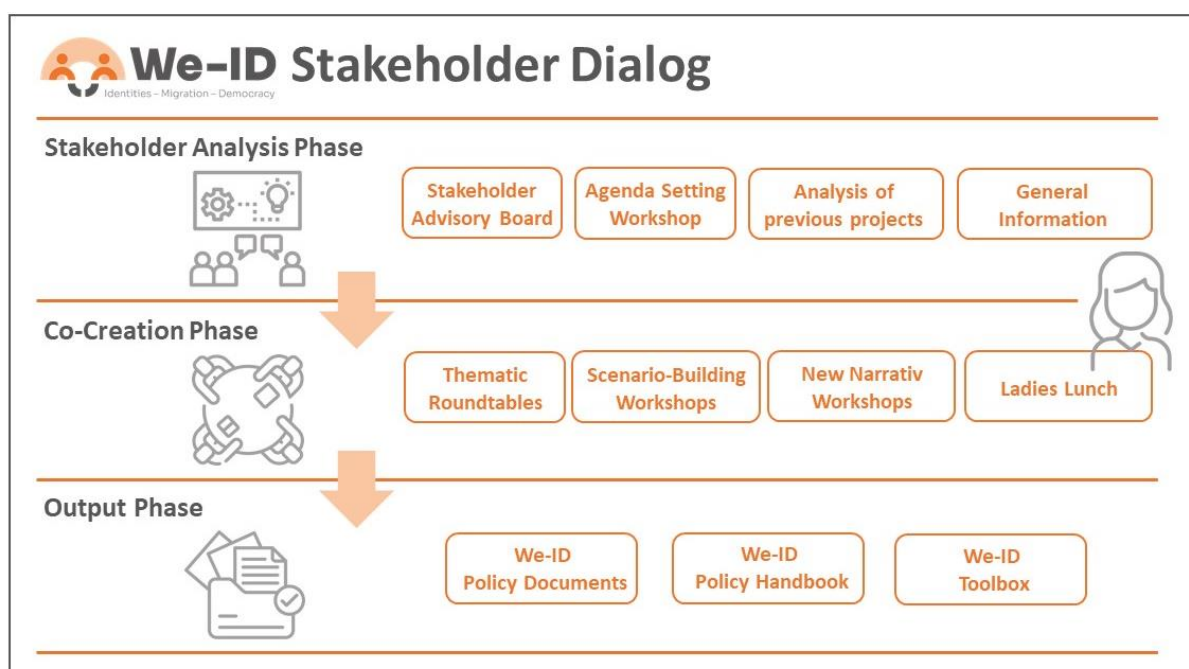 We-ID Stakeholder Dialog
Identities – Migration – Democracy
Stakeholder Analysis Phase
Stakeholder
Advisory Board
Agenda Setting
Workshop
Analysis of
previous projects
General
Information
Co-Creation Phase
Thematic
Roundtables
Scenario-Building
Workshops
New Narrativ
Workshops
Ladies Lunch
Output Phase
We-ID
Policy Documents
We-ID
Policy Handbook
We-ID
Toolbox